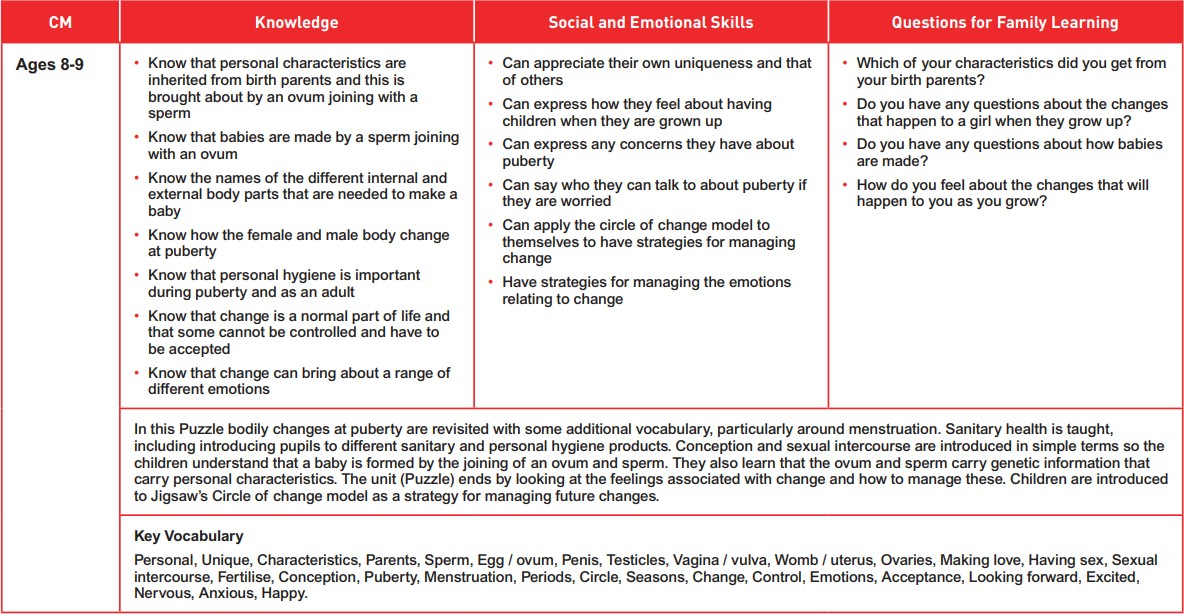 CM
Knowledge
Social and Emotional Skills
Questions for Family Learning
Ages 8-9
• Know that personal characteristics are
inherited from birth parents and this is
brought about by an ovum joining with a
sperm
• Know that babies are made by a sperm joining
with an ovum
• Know the names of the different internal and
external body parts that are needed to make a
baby
• Know how the female and male body change
at puberty
• Know that personal hygiene is important
during puberty and as an adult
• Know that change is a normal part of life and
that some cannot be controlled and have to
be accepted
• Know that change can bring about a range of
different emotions
• Can appreciate their own uniqueness and that
of others
• Can express how they feel about having
children when they are grown up
• Can express any concerns they have about
puberty
• Can say who they can talk to about puberty if
they are worried
• Can apply the circle of change model to
themselves to have strategies for managing
change
• Have strategies for managing the emotions
relating to change
• Which of your characteristics did you get from
your birth parents?
• Do you have any questions about the changes
that happen to a girl when they grow up?
• Do you have any questions about how babies
are made?
• How do you feel about the changes that will
happen to you as you grow?
In this Puzzle bodily changes at puberty are revisited with some additional vocabulary, particularly around menstruation. Sanitary health is taught,
including introducing pupils to different sanitary and personal hygiene products. Conception and sexual intercourse are introduced in simple terms so the
children understand that a baby is formed by the joining of an ovum and sperm. They also learn that the ovum and sperm carry genetic information that
carry personal characteristics. The unit (Puzzle) ends by looking at the feelings associated with change and how to manage these. Children are introduced
to Jigsaw's Circle of change model as a strategy for managing future changes.
Key Vocabulary
Personal, Unique, Characteristics, Parents, Sperm, Egg / ovum, Penis, Testicles, Vagina / vulva, Womb / uterus, Ovaries, Making love, Having sex, Sexual
intercourse, Fertilise, Conception, Puberty, Menstruation, Periods, Circle, Seasons, Change, Control, Emotions, Acceptance, Looking forward, Excited,
Nervous, Anxious, Happy.